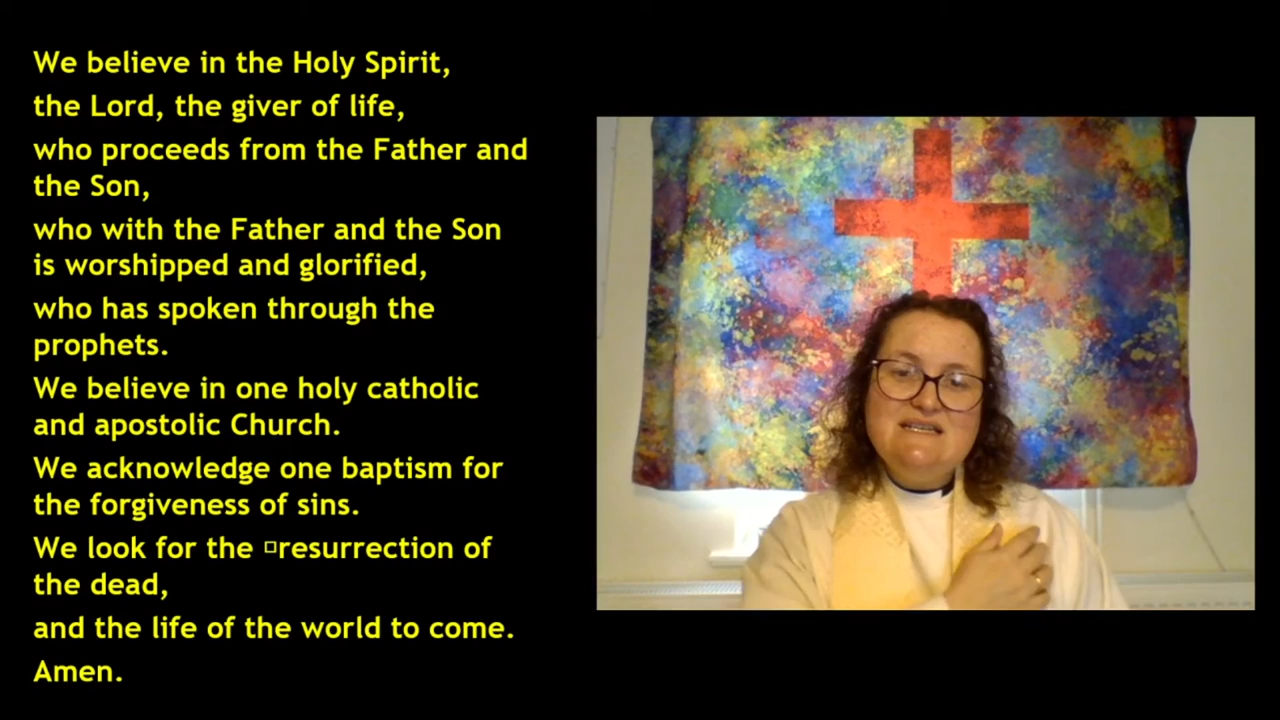 We believe in the Holy Spirit,
the Lord, the giver of life,
who proceeds from the Father and
the Son,
who with the Father and the Son
is worshipped and glorified,
who has spoken through the
prophets.
We believe in one holy catholic
and apostolic Church.
We acknowledge one baptism for
the forgiveness of sins.
We look for the □resurrection of
the dead,
and the life of the world to come.
Amen.